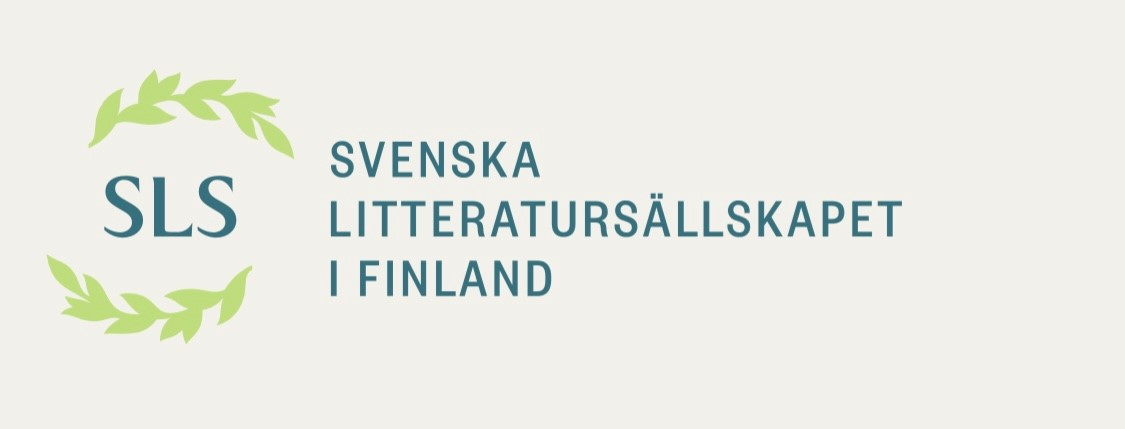 SLS
SVENSKA
LITTERATURSÄLLSKAPET
I FINLAND